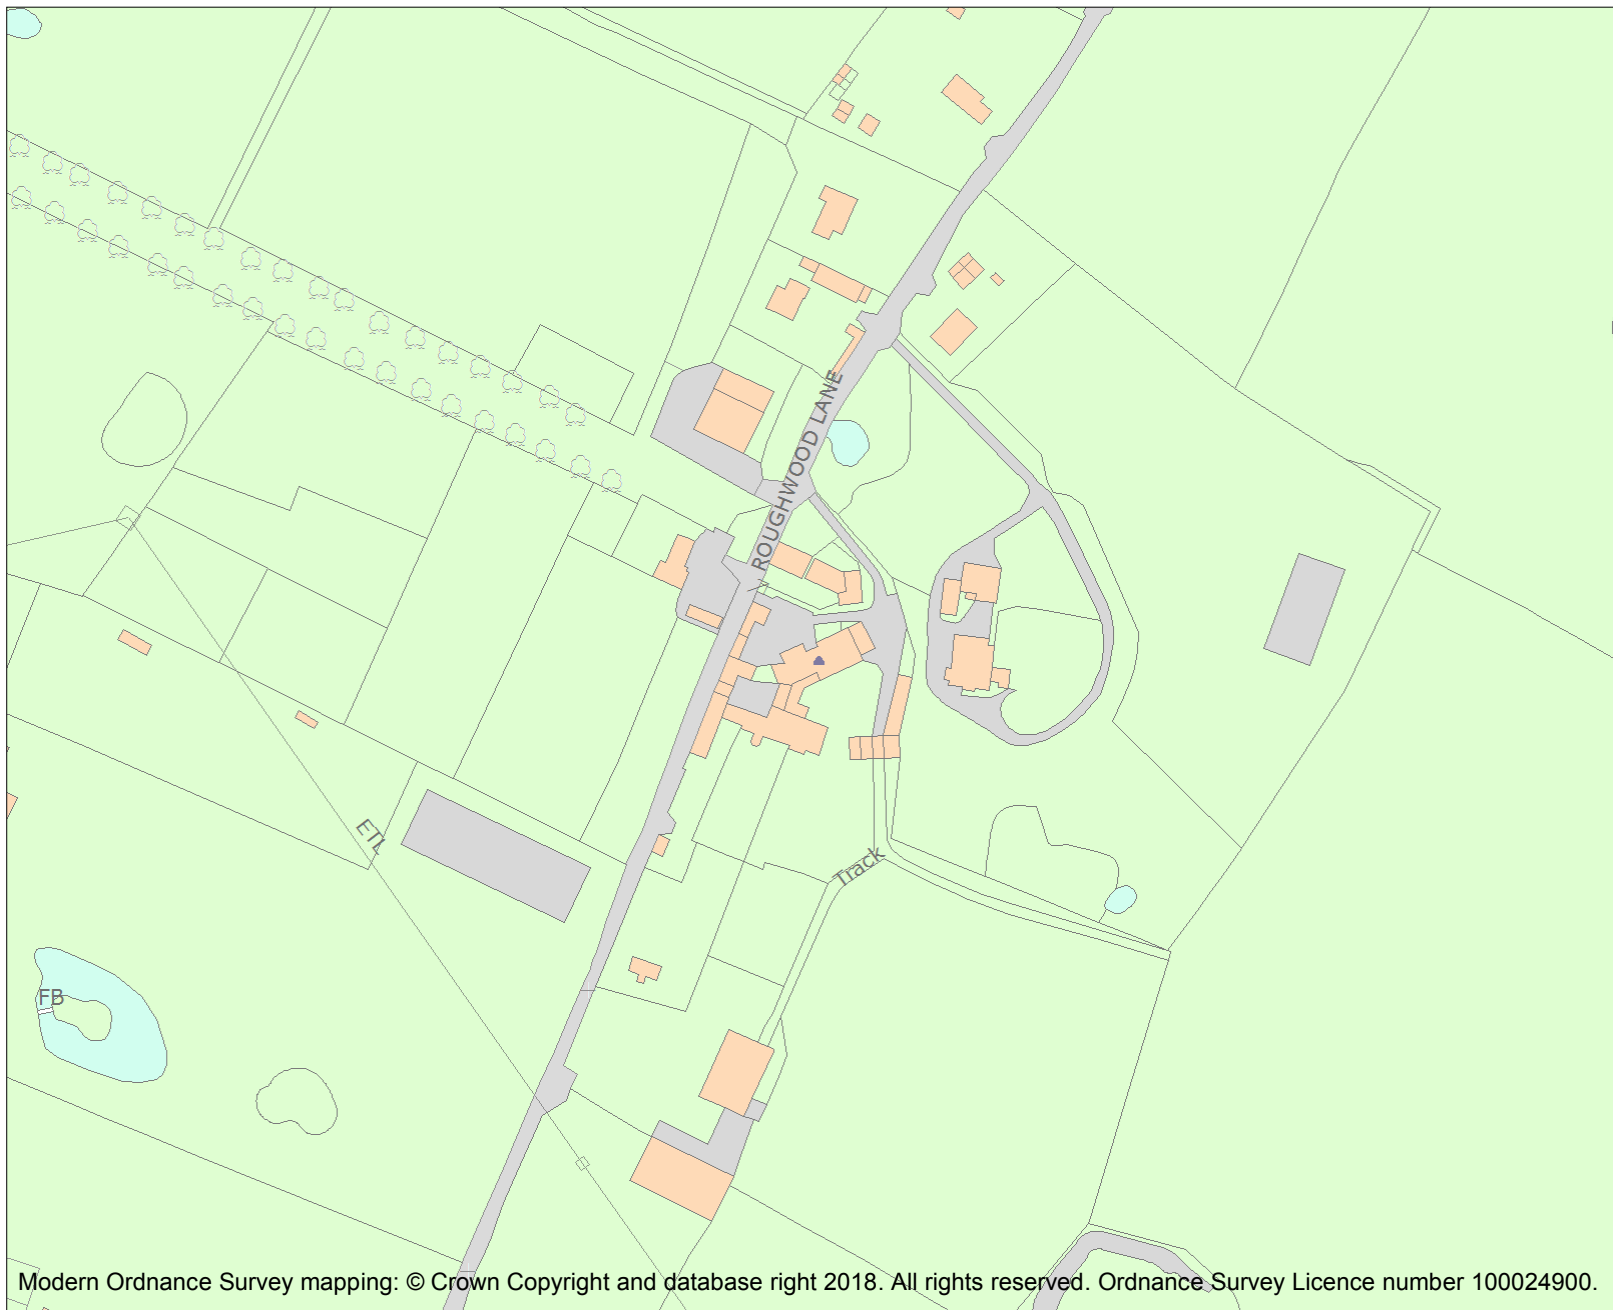 ROUGHWOOD LANE
ETL
Track
FB
Modern Ordnance Survey mapping: © Crown Copyright and database right 2018. All rights reserved. Ordnance Survey Licence number 100024900.